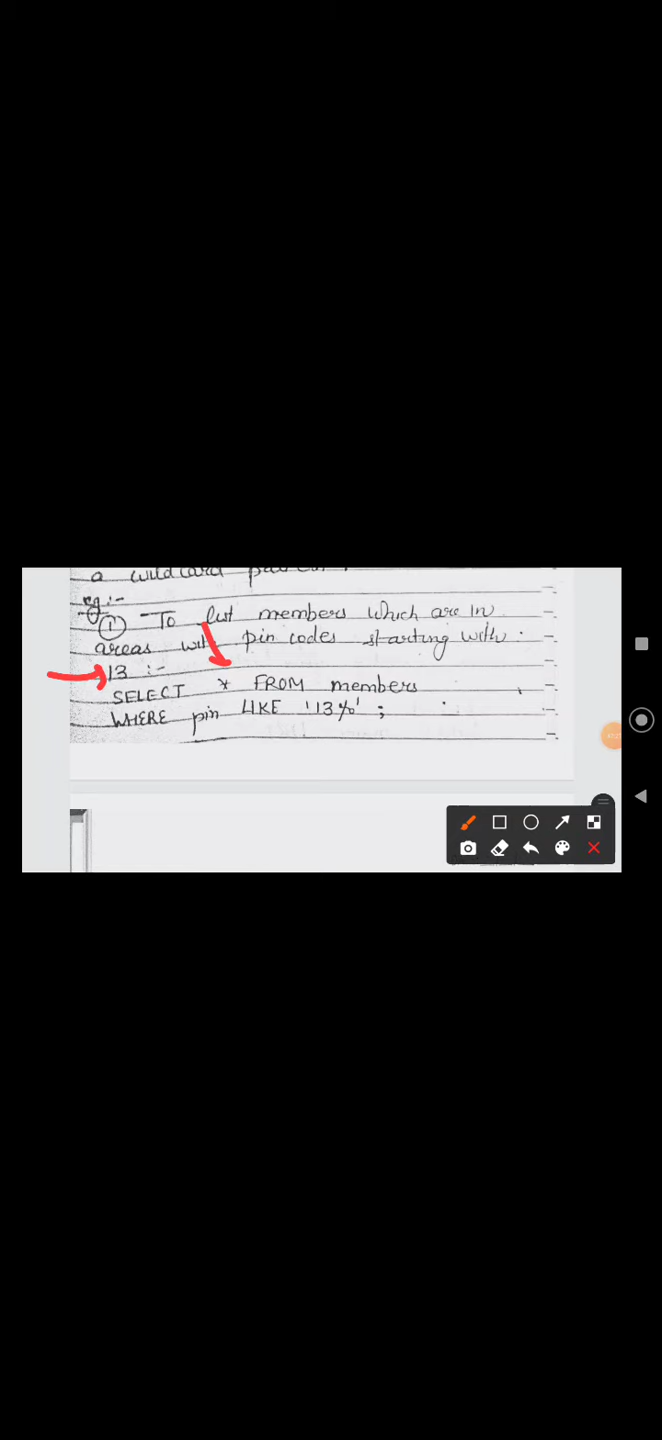 a wildcard
eg:-
① To list members which are in
areas with pin codes starting with
13 :-
SELECT * FROM members
WHERE pin LIKE '13%' ;